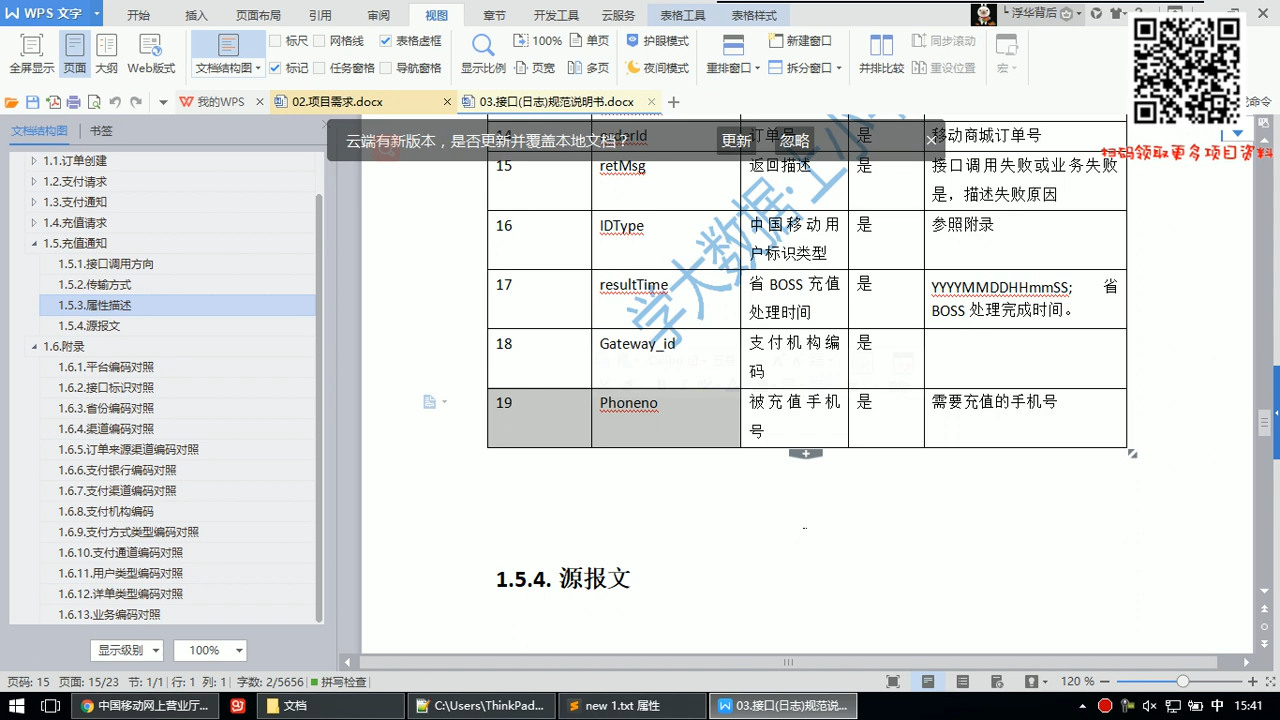 WPS 文字
开始 插入 页面布局 引用 审阅 视图 章节 开发工具 云服务 表格工具 表格样式
浮华背后
标尺 网格线 表格虚框 100% 单页 护眼模式 新建窗口 同步滚动
全屏显示 页面 大纲 Web版式 文档结构图 标记 任务窗格 导航窗格 显示比例 页宽 多页 夜间模式 重排窗口 拆分窗口 并排比较 重设位置 宏
我的WPS 02.项目需求.docx 03.接口(日志)规范说明书.docx
扫码领取更多项目资料
文档结构图 书签
云端有新版本，是否更新并覆盖本地文档？ 更新 忽略
1.1.订单创建
1.2.支付请求
1.3.支付通知
1.4.充值请求
1.5.充值通知
1.5.1.接口调用方向
1.5.2.传输方式
1.5.3.属性描述
1.5.4.源报文
1.6.附录
1.6.1.平台编码对照
1.6.2.接口标识对照
1.6.3.省份编码对照
1.6.4.渠道编码对照
1.6.5.订单来源渠道编码对照
1.6.6.支付银行编码对照
1.6.7.支付渠道编码对照
1.6.8.支付机构编码
1.6.9.支付方式类型编码对照
1.6.10.支付通道编码对照
1.6.11.用户类型编码对照
1.6.12.详单类型编码对照
1.6.13.业务编码对照
显示级别 100%
14 orderId 订单号 是 移动商城订单号
15 retMsg 返回描述 是 接口调用失败或业务失败
是，描述失败原因
16 IDType 中国移动用 是 参照附录
户标识类型
17 resultTime 省 BOSS 充值 是 YYYYMMDDHHmmSS; 省
处理时间 BOSS 处理完成时间。
18 Gateway_id 支付机构编 是
码
19 Phoneno 被充值手机 是 需要充值的手机号
号
学大数据·上小
1.5.4. 源报文
页码: 15 页面: 15/23 节: 1/1 行: 1 列: 1 字数: 2/5656 拼写检查 120 %
中国移动网上营业厅... 文档 C:\Users\ThinkPad... new 1.txt 属性 03.接口(日志)规范说... 中 15:41